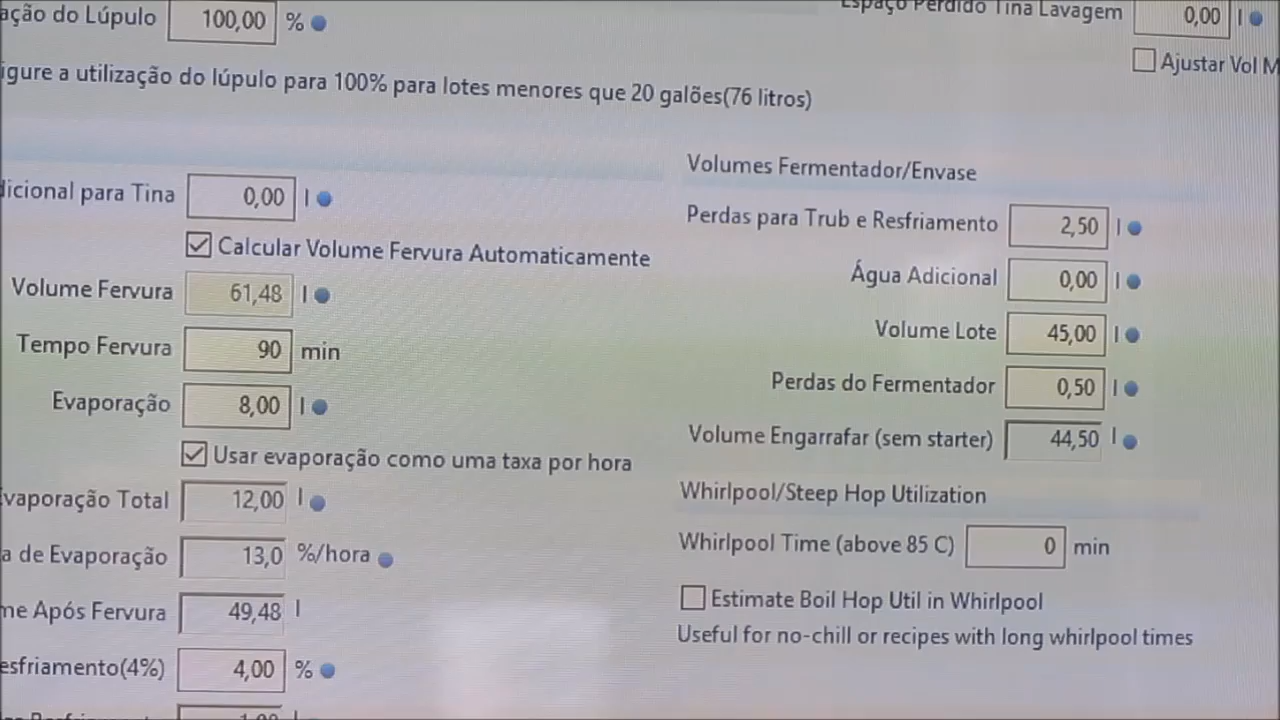 ação do Lúpulo 100,00 %
Espaço Perdido Tina Lavagem 0,00 l
Ajustar Vol M
igure a utilização do lúpulo para 100% para lotes menores que 20 galões(76 litros)
dicional para Tina 0,00 l
Calcular Volume Fervura Automaticamente
Volume Fervura 61,48 l
Tempo Fervura 90 min
Evaporação 8,00 l
Usar evaporação como uma taxa por hora
Evaporação Total 12,00 l
a de Evaporação 13,0 %/hora
me Após Fervura 49,48 l
esfriamento(4%) 4,00 %
Volumes Fermentador/Envase
Perdas para Trub e Resfriamento 2,50 l
Água Adicional 0,00 l
Volume Lote 45,00 l
Perdas do Fermentador 0,50 l
Volume Engarrafar (sem starter) 44,50 l
Whirlpool/Steep Hop Utilization
Whirlpool Time (above 85 C) 0 min
Estimate Boil Hop Util in Whirlpool
Useful for no-chill or recipes with long whirlpool times